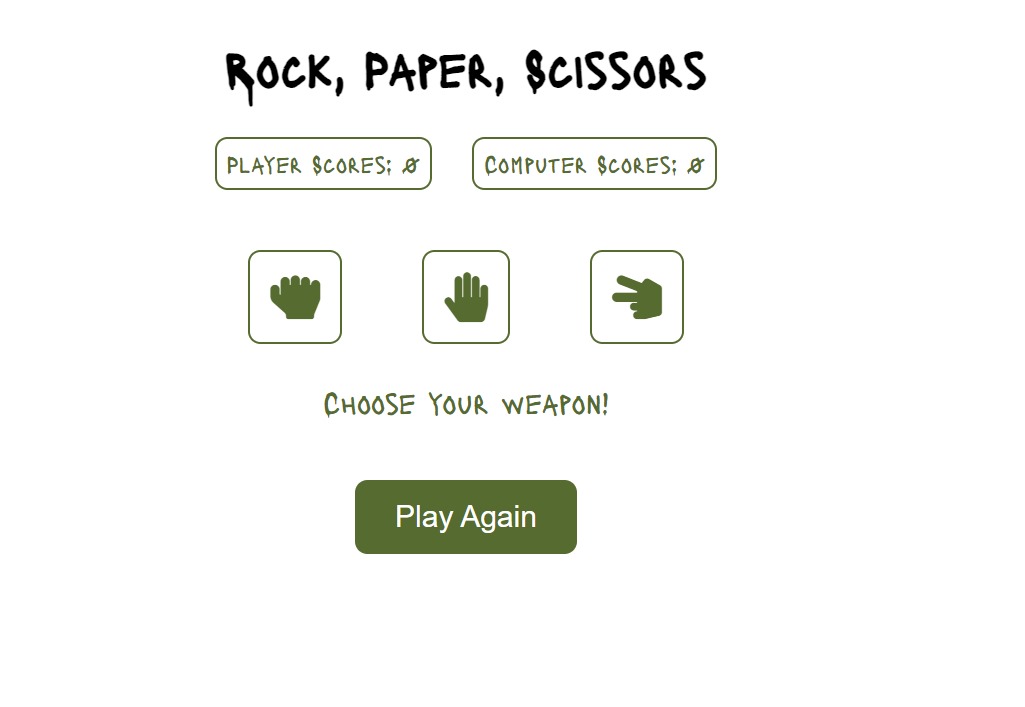 Rock, Paper, Scissors
Player Scores: 0 Computer Scores: 0
Choose your weapon!
Play Again